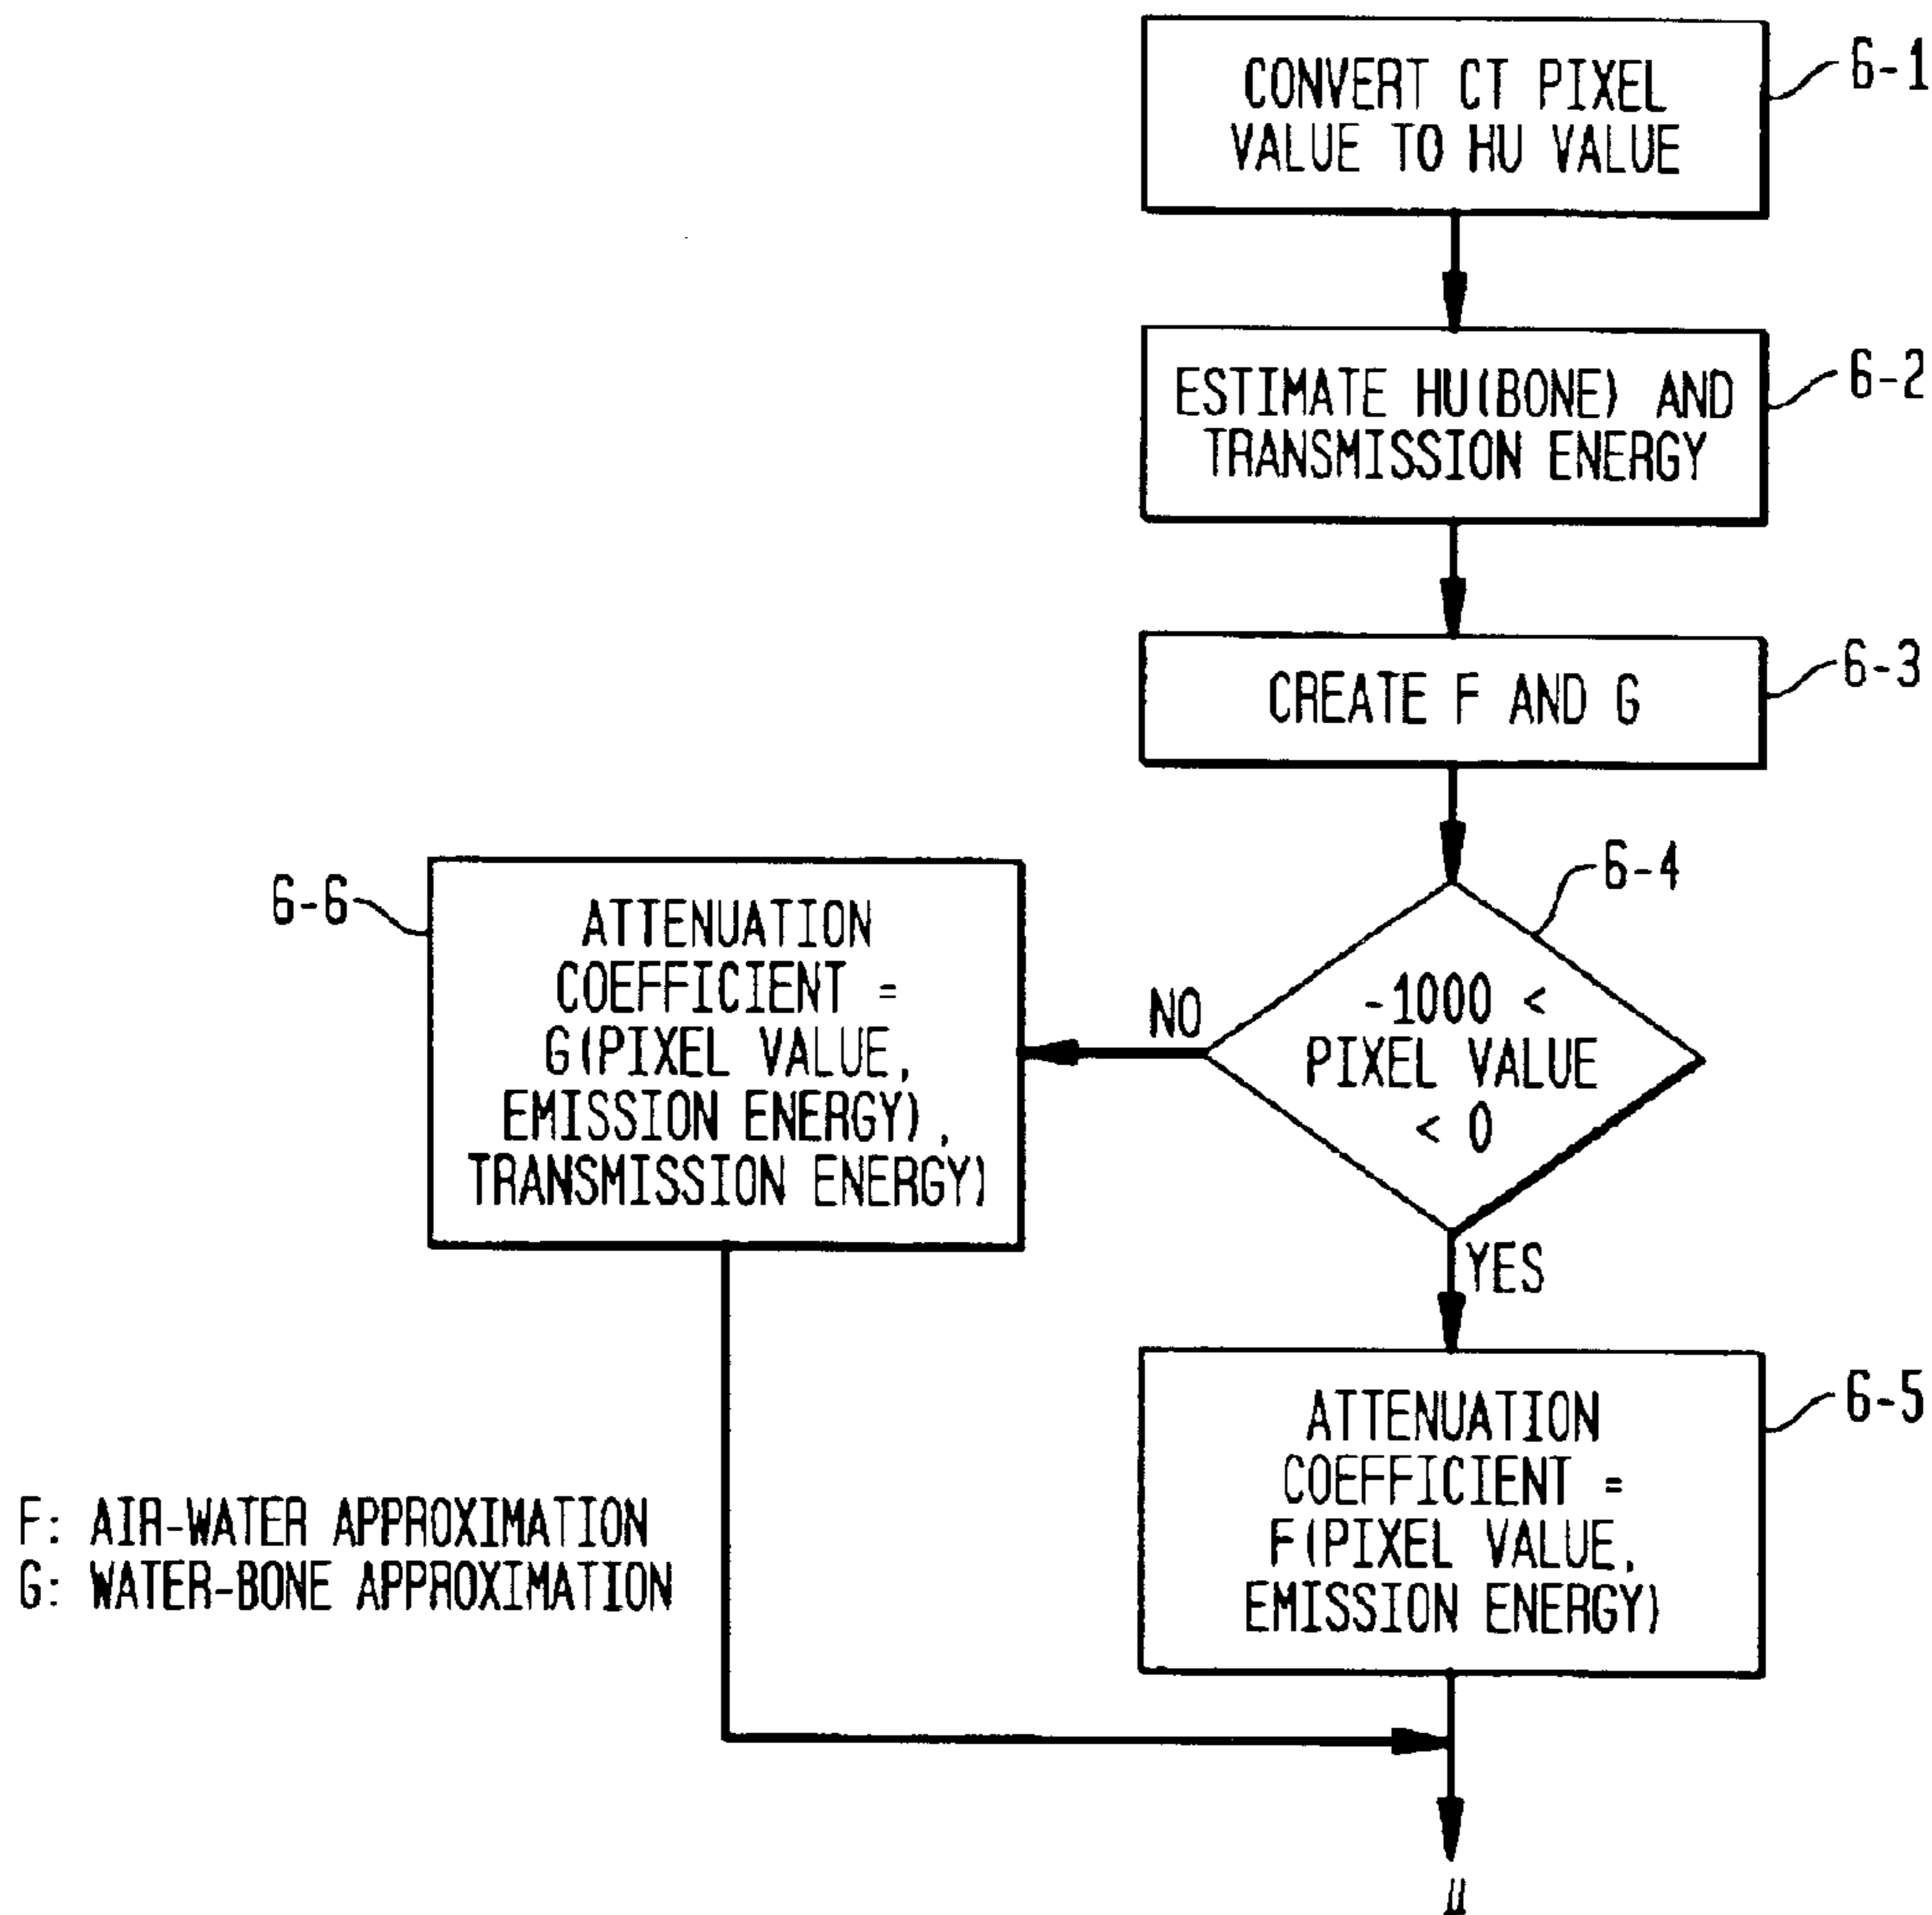 CONVERT CT PIXEL
VALUE TO HU VALUE
6-1
ESTIMATE HU(BONE) AND
TRANSMISSION ENERGY
6-2
CREATE F AND G
6-3
6-4
-1000 <
PIXEL VALUE
< 0
NO
YES
6-6
ATTENUATION
COEFFICIENT =
G(PIXEL VALUE,
EMISSION ENERGY),
TRANSMISSION ENERGY)
ATTENUATION
COEFFICIENT =
F(PIXEL VALUE,
EMISSION ENERGY)
6-5
F: AIR-WATER APPROXIMATION
G: WATER-BONE APPROXIMATION
μ